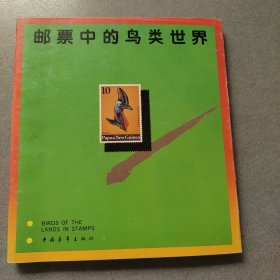 邮票中的鸟类世界
10
Papua New Guinea
BIRDS OF THE
LANDS IN STAMPS
中国青年出版社